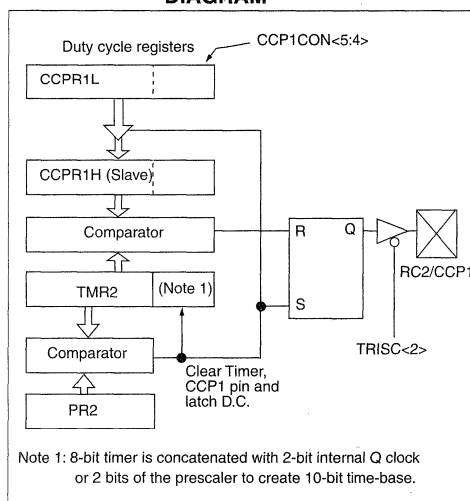 DIAGRAM
Duty cycle registers
CCP1CON<5:4>
CCPR1L
CCPR1H (Slave)
Comparator
R
Q
S
RC2/CCP1
TMR2
(Note 1)
Comparator
TRISC<2>
Clear Timer,
CCP1 pin and
latch D.C.
PR2
Note 1: 8-bit timer is concatenated with 2-bit internal Q clock
or 2 bits of the prescaler to create 10-bit time-base.